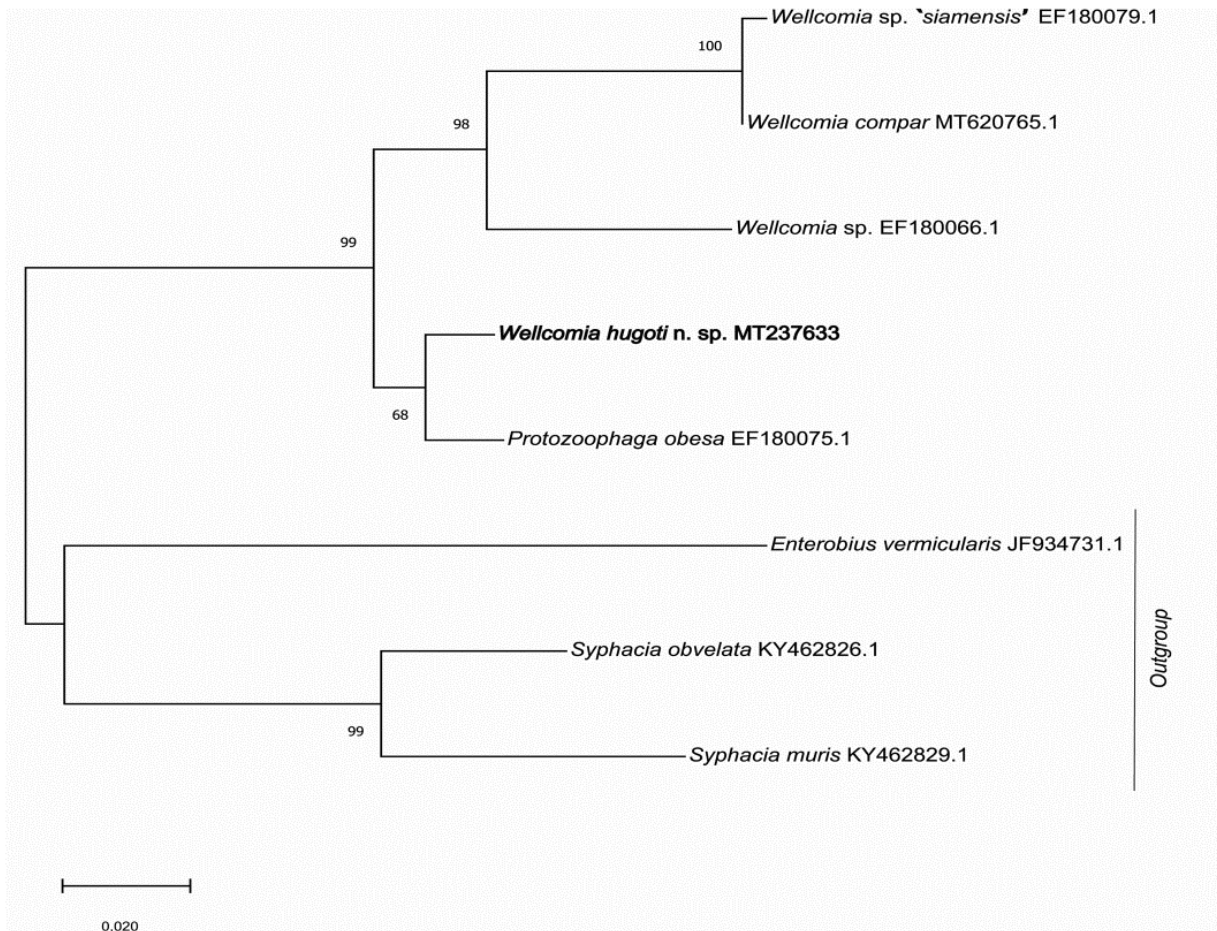 Wellcomia sp. `siamensis' EF180079.1
100
Wellcomia compar MT620765.1
98
Wellcomia sp. EF180066.1
99
Wellcomia hugoti n. sp. MT237633
68
Protozoophaga obesa EF180075.1
Enterobius vermicularis JF934731.1
Syphacia obvelata KY462826.1
99
Syphacia muris KY462829.1
Outgroup
0.020